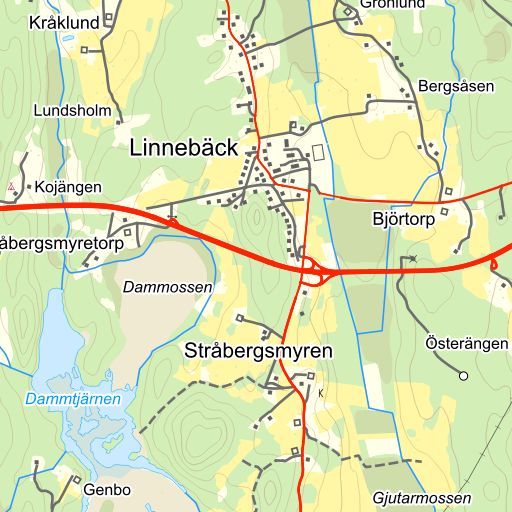 Grönlund
Kråklund
Bergsåsen
Lundsholm
Linnebäck
Kojängen
Björtorp
åbergsmyretorp
Dammossen
Österängen
Stråbergsmyren
Dammtjärnen
K
Genbo
Gjutarmossen